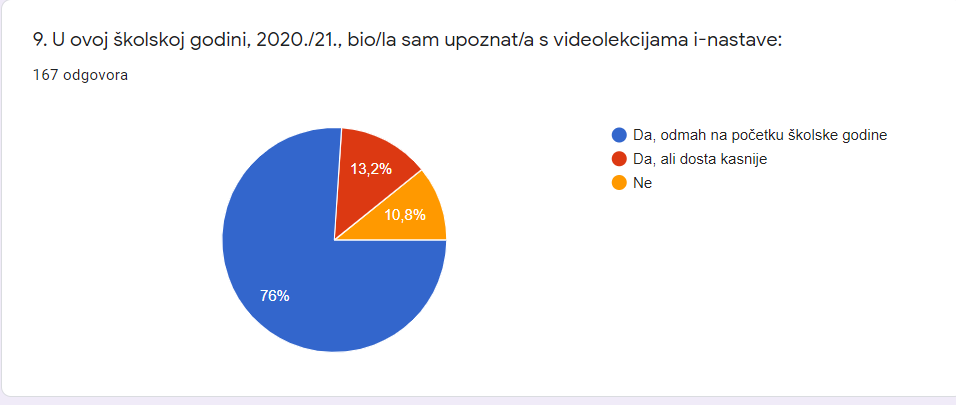 9. U ovoj školskoj godini, 2020./21., bio/la sam upoznat/a s videolekcijama i-nastave:
167 odgovora
Da, odmah na početku školske godine
Da, ali dosta kasnije
Ne
13,2%
10,8%
76%